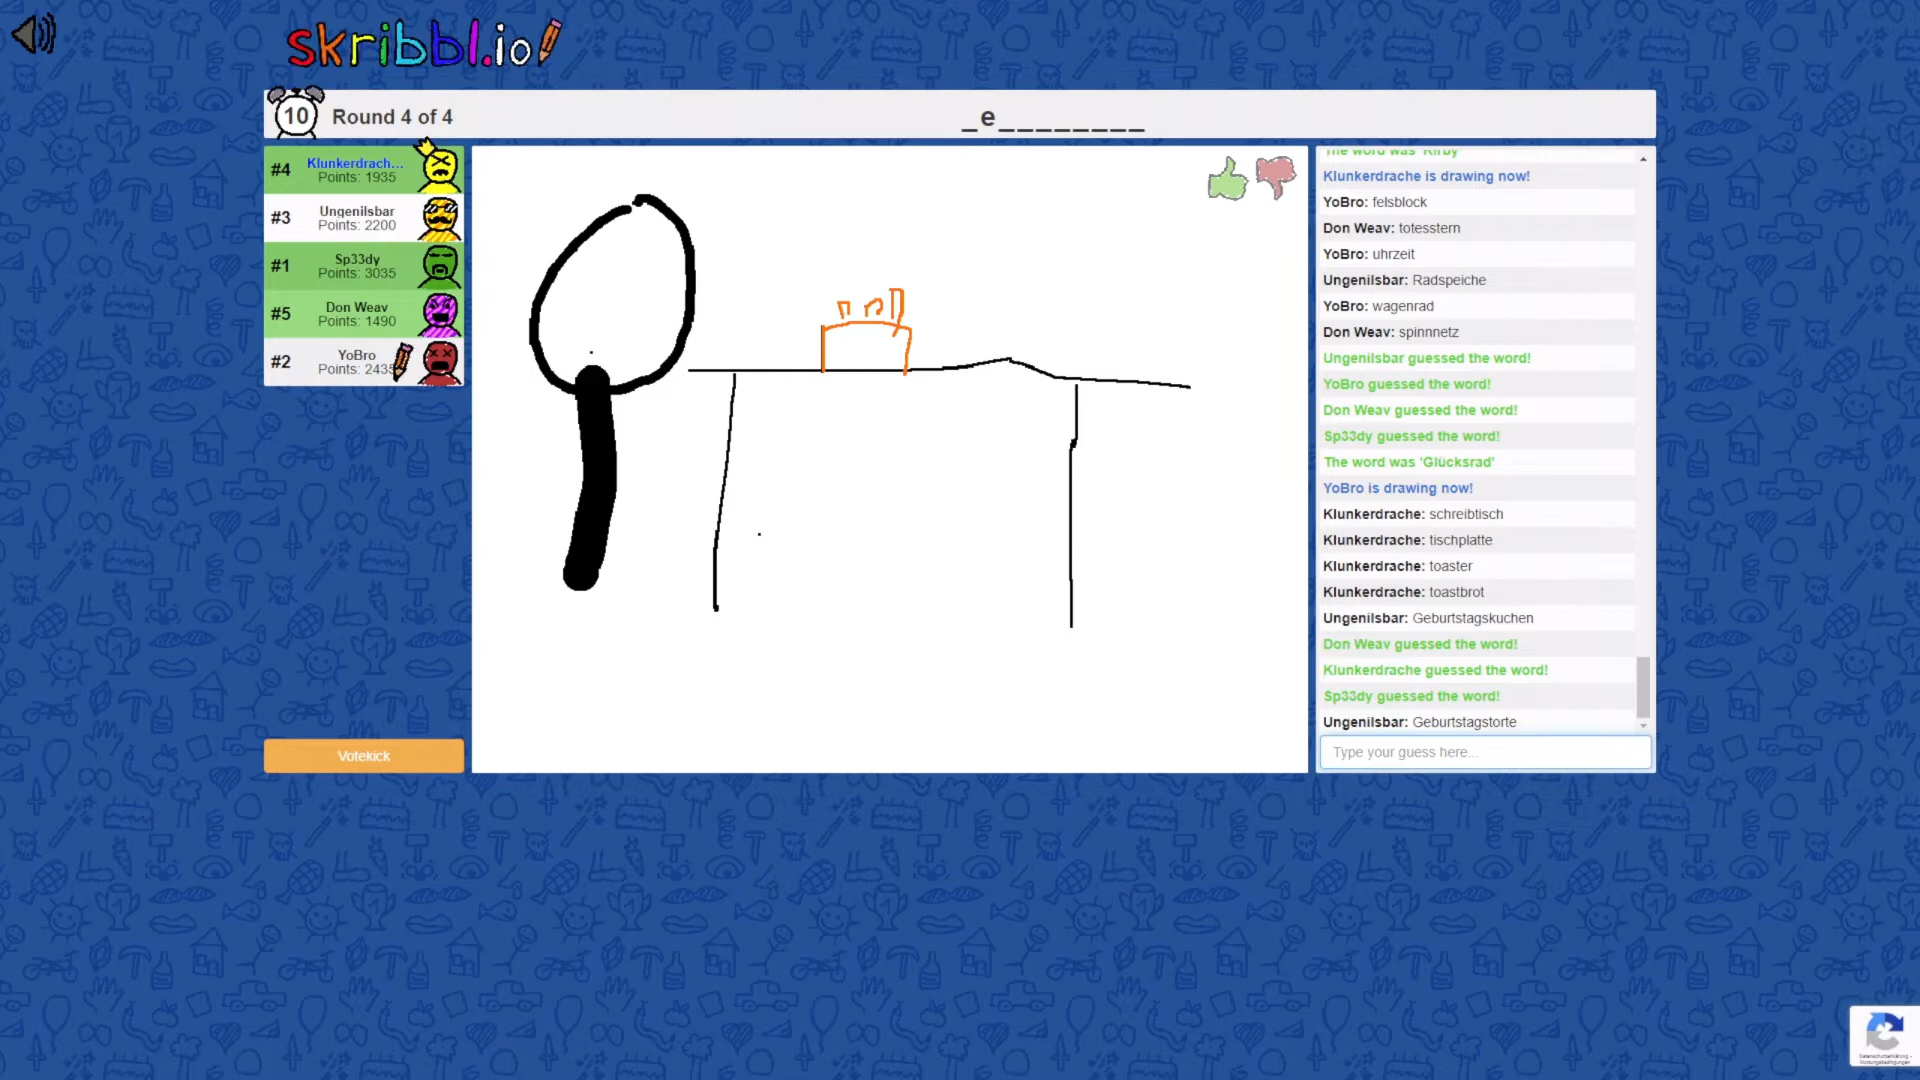 skribbl.io
10
Round 4 of 4
_e________
#4
Klunkerdrach...
Points: 1935
#3
Ungenilsbar
Points: 2200
#1
Sp33dy
Points: 3035
#5
Don Weav
Points: 1490
#2
YoBro
Points: 2435
Votekick
The word was 'Kirby'
Klunkerdrache is drawing now!
YoBro: felsblock
Don Weav: totesstern
YoBro: uhrzeit
Ungenilsbar: Radspeiche
YoBro: wagenrad
Don Weav: spinnnetz
Ungenilsbar guessed the word!
YoBro guessed the word!
Don Weav guessed the word!
Sp33dy guessed the word!
The word was 'Glücksrad'
YoBro is drawing now!
Klunkerdrache: schreibtisch
Klunkerdrache: tischplatte
Klunkerdrache: toaster
Klunkerdrache: toastbrot
Ungenilsbar: Geburtstagskuchen
Don Weav guessed the word!
Klunkerdrache guessed the word!
Sp33dy guessed the word!
Ungenilsbar: Geburtstagstorte
Type your guess here...